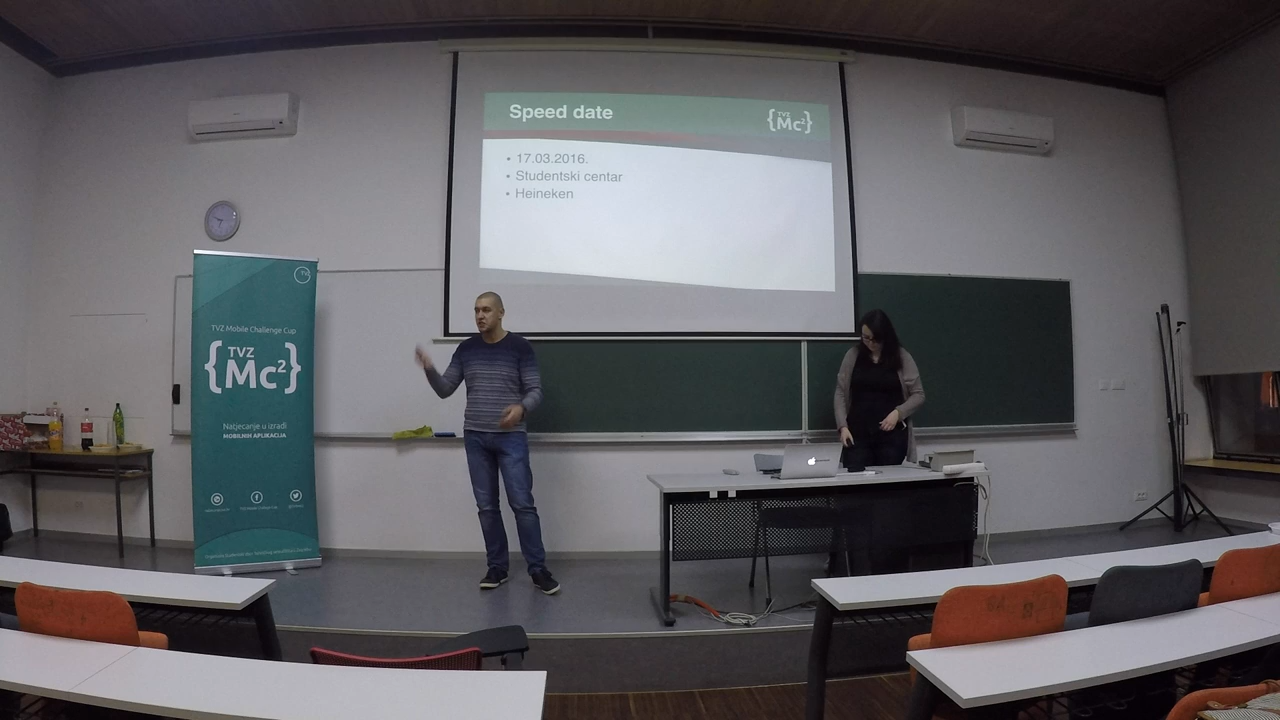 Speed date
{TVZ Mc²}
• 17.03.2016.
• Studentski centar
• Heineken
TVZ Mobile Challenge Cup
{TVZ
Mc²}
Natjecanje u izradi
MOBILNIH APLIKACIJA